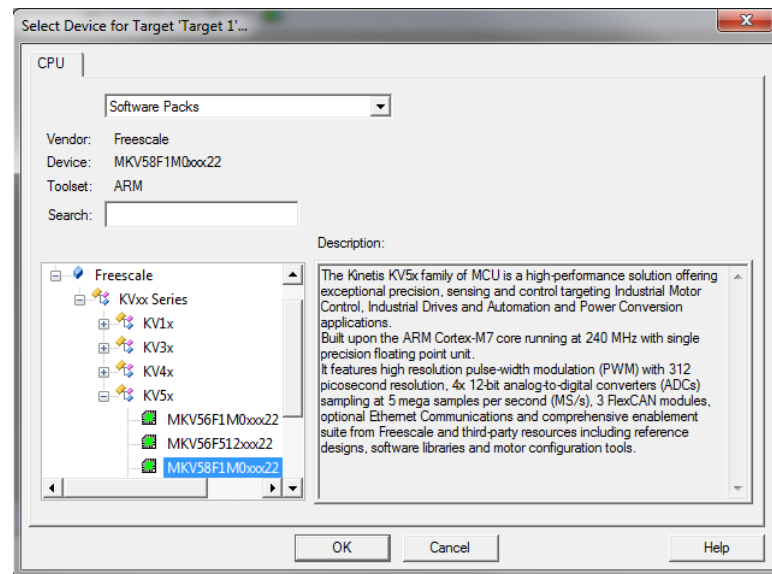 Select Device for Target 'Target 1'...
CPU
Software Packs
Vendor: Freescale
Device: MKV58F1M0xxx22
Toolset: ARM
Search:
Description:
Freescale
KVxx Series
KV1x
KV3x
KV4x
KV5x
MKV56F1M0xxx22
MKV56F512xxx22
MKV58F1M0xxx22
The Kinetis KV5x family of MCU is a high-performance solution offering
exceptional precision, sensing and control targeting Industrial Motor
Control, Industrial Drives and Automation and Power Conversion
applications.
Built upon the ARM Cortex-M7 core running at 240 MHz with single
precision floating point unit.
It features high resolution pulse-width modulation (PWM) with 312
picosecond resolution, 4x 12-bit analog-to-digital converters (ADCs)
sampling at 5 mega samples per second (MS/s), 3 FlexCAN modules,
optional Ethernet Communications and comprehensive enablement
suite from Freescale and third-party resources including reference
designs, software libraries and motor configuration tools.
OK
Cancel
Help